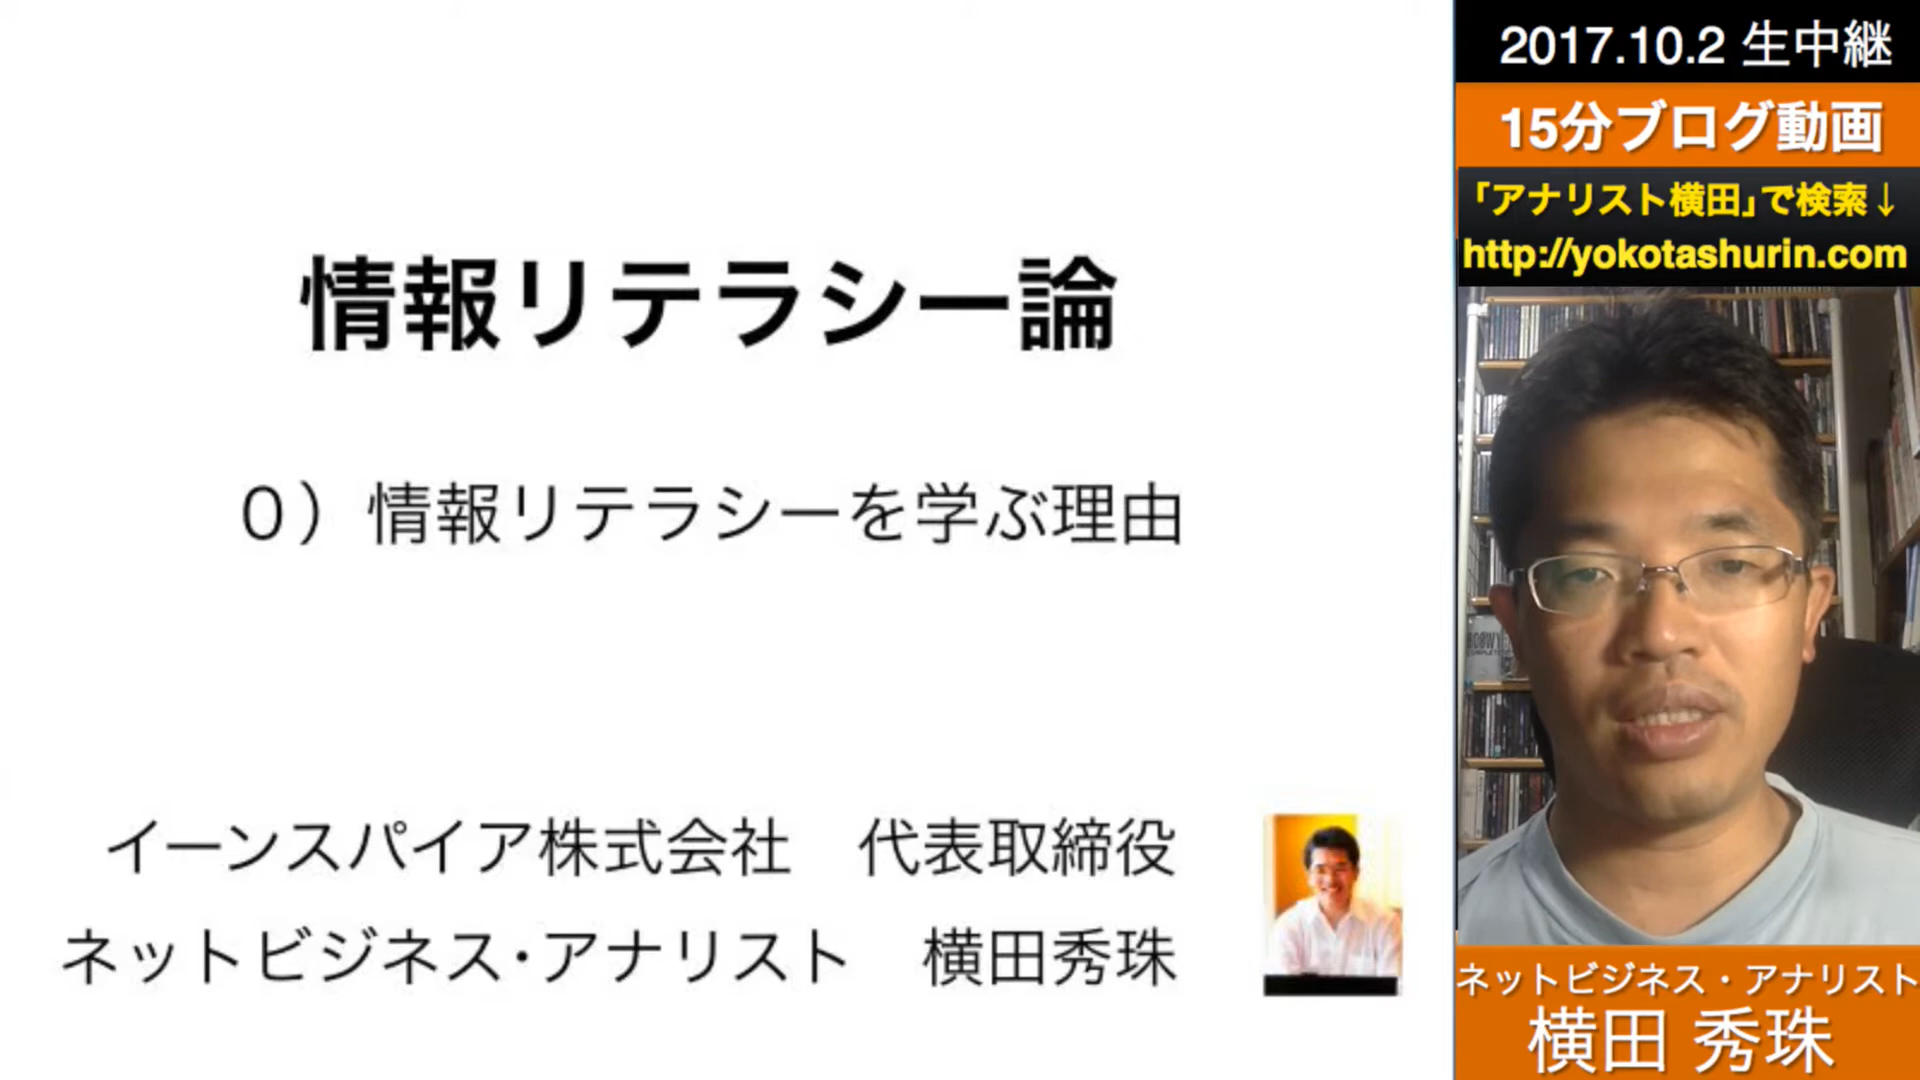 情報リテラシー論
０）情報リテラシーを学ぶ理由
イーンスパイア株式会社　代表取締役
ネットビジネス・アナリスト　横田秀珠
2017.10.2 生中継
15分ブログ動画
「アナリスト横田」で検索↓
http://yokotashurin.com
ネットビジネス・アナリスト
横田 秀珠